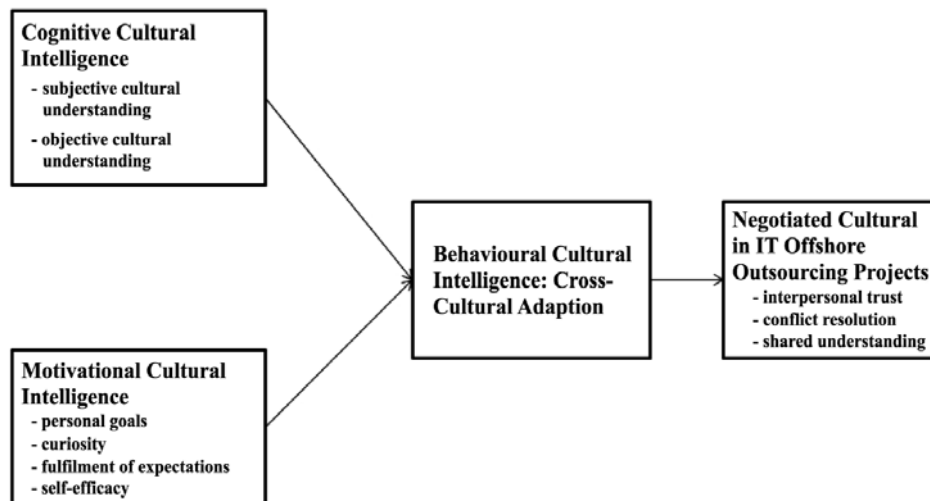 Cognitive Cultural
Intelligence
- subjective cultural
understanding
- objective cultural
understanding
Motivational Cultural
Intelligence
- personal goals
- curiosity
- fulfilment of expectations
- self-efficacy
Behavioural Cultural
Intelligence: Cross-
Cultural Adaption
Negotiated Cultural
in IT Offshore
Outsourcing Projects
- interpersonal trust
- conflict resolution
- shared understanding